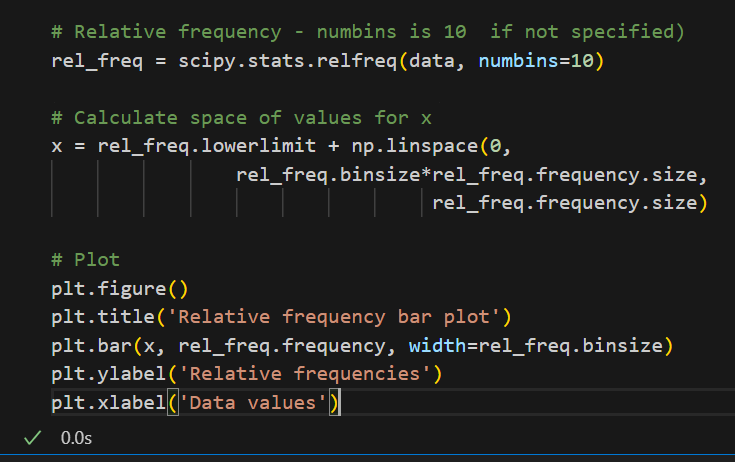 # Relative frequency - numbins is 10  if not specified)
rel_freq = scipy.stats.relfreq(data, numbins=10)
# Calculate space of values for x
x = rel_freq.lowerlimit + np.linspace(0,
rel_freq.binsize*rel_freq.frequency.size,
rel_freq.frequency.size)
# Plot
plt.figure()
plt.title('Relative frequency bar plot')
plt.bar(x, rel_freq.frequency, width=rel_freq.binsize)
plt.ylabel('Relative frequencies')
plt.xlabel('Data values')
0.0s